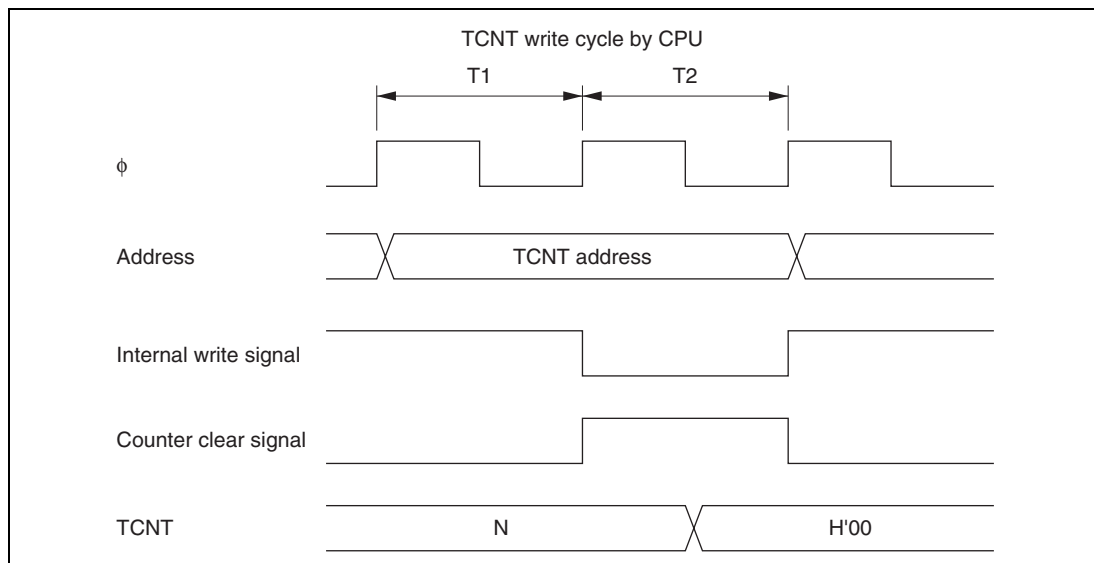 TCNT write cycle by CPU
T1 T2
ϕ
Address TCNT address
Internal write signal
Counter clear signal
TCNT N H'00